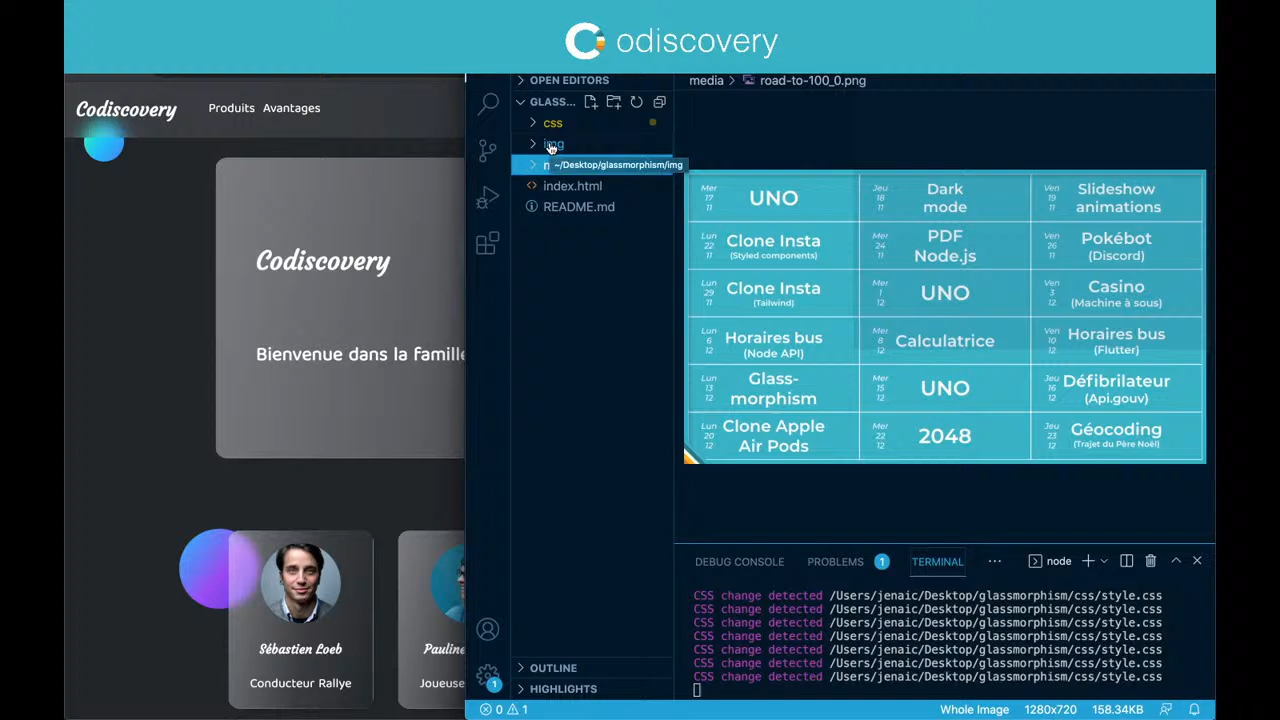 odiscovery
Codiscovery
Produits Avantages
Codiscovery
Bienvenue dans la famille
Sébastien Loeb
Conducteur Rallye
Pauline
Joueuse
OPEN EDITORS
GLASS...
css
img
~/Desktop/glassmorphism/img
index.html
README.md
OUTLINE
HIGHLIGHTS
media > road-to-100_0.png
Mer 17 11 UNO
Jeu 18 11 Dark mode
Ven 19 11 Slideshow animations
Lun 22 11 Clone Insta (Styled components)
Mer 24 11 PDF Node.js
Ven 26 11 Pokébot (Discord)
Lun 29 11 Clone Insta (Tailwind)
Mer 1 12 UNO
Ven 3 12 Casino (Machine à sous)
Lun 6 12 Horaires bus (Node API)
Mer 8 12 Calculatrice
Ven 10 12 Horaires bus (Flutter)
Lun 13 12 Glass-morphism
Mer 15 12 UNO
Jeu 16 12 Défibrilateur (Api.gouv)
Lun 20 12 Clone Apple Air Pods
Mer 22 12 2048
Jeu 23 12 Géocoding (Trajet du Père Noël)
DEBUG CONSOLE PROBLEMS 1 TERMINAL ... node
CSS change detected /Users/jenaic/Desktop/glassmorphism/css/style.css
CSS change detected /Users/jenaic/Desktop/glassmorphism/css/style.css
CSS change detected /Users/jenaic/Desktop/glassmorphism/css/style.css
CSS change detected /Users/jenaic/Desktop/glassmorphism/css/style.css
CSS change detected /Users/jenaic/Desktop/glassmorphism/css/style.css
CSS change detected /Users/jenaic/Desktop/glassmorphism/css/style.css
CSS change detected /Users/jenaic/Desktop/glassmorphism/css/style.css
1
0 1 Whole Image 1280x720 158.34KB